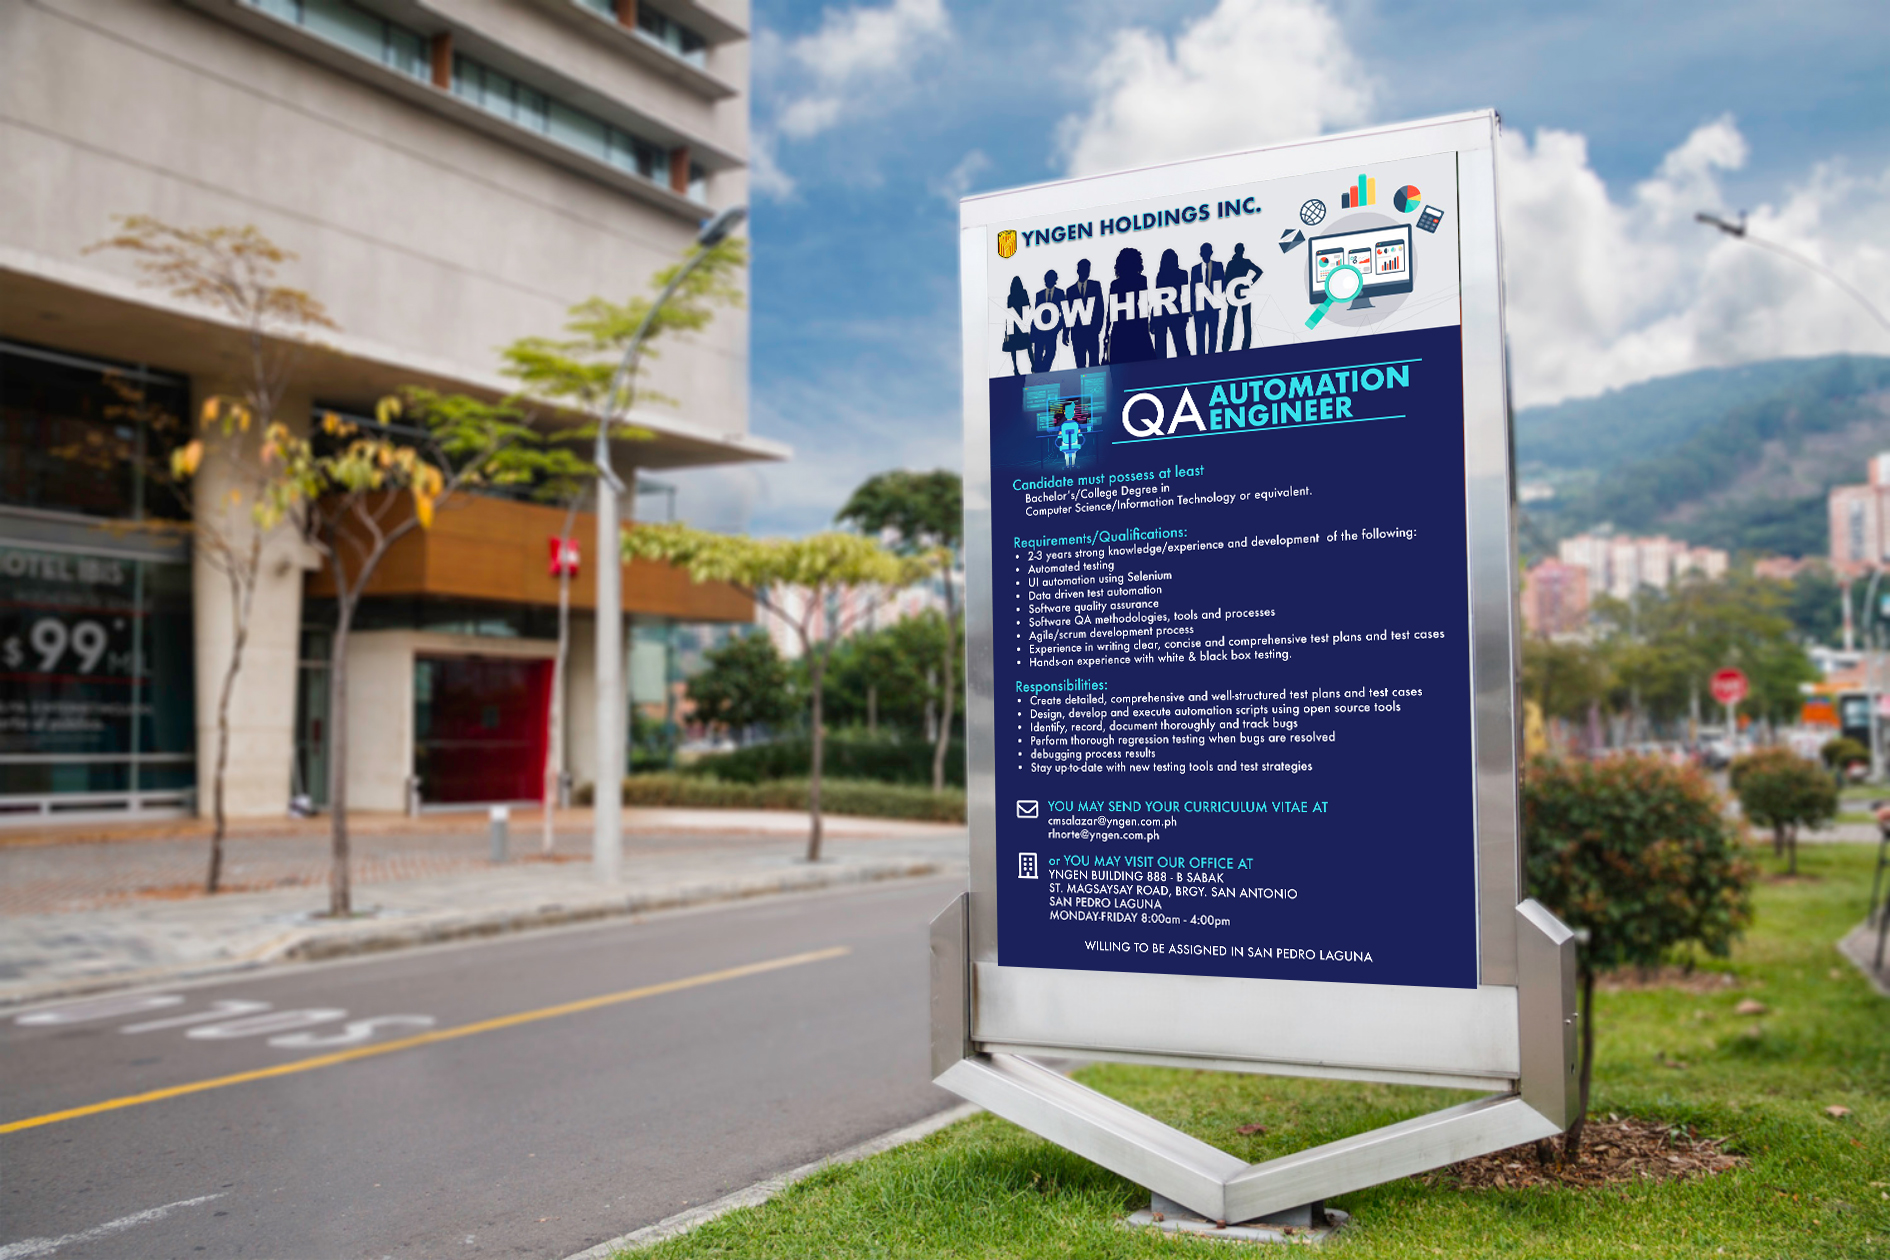 YNGEN HOLDINGS INC.
NOW HIRING
QA AUTOMATION
ENGINEER
Candidate must possess at least
Bachelor's/College Degree in
Computer Science/Information Technology or equivalent.
Requirements/Qualifications:
• 2-3 years strong knowledge/experience and development of the following:
• Automated testing
• UI automation using Selenium
• Data driven test automation
• Software quality assurance
• Software QA methodologies, tools and processes
• Agile/scrum development process
• Experience in writing clear, concise and comprehensive test plans and test cases
• Hands-on experience with white & black box testing.
Responsibilities:
• Create detailed, comprehensive and well-structured test plans and test cases
• Design, develop and execute automation scripts using open source tools
• Identify, record, document thoroughly and track bugs
• Perform thorough regression testing when bugs are resolved
• debugging process results
• Stay up-to-date with new testing tools and test strategies
YOU MAY SEND YOUR CURRICULUM VITAE AT
cmsalazar@yngen.com.ph
rlnorte@yngen.com.ph
or YOU MAY VISIT OUR OFFICE AT
YNGEN BUILDING 888 - B SABAK
ST. MAGSAYSAY ROAD, BRGY. SAN ANTONIO
SAN PEDRO LAGUNA
MONDAY-FRIDAY 8:00am - 4:00pm
WILLING TO BE ASSIGNED IN SAN PEDRO LAGUNA
HOTEL IBIS
$99
SOLO